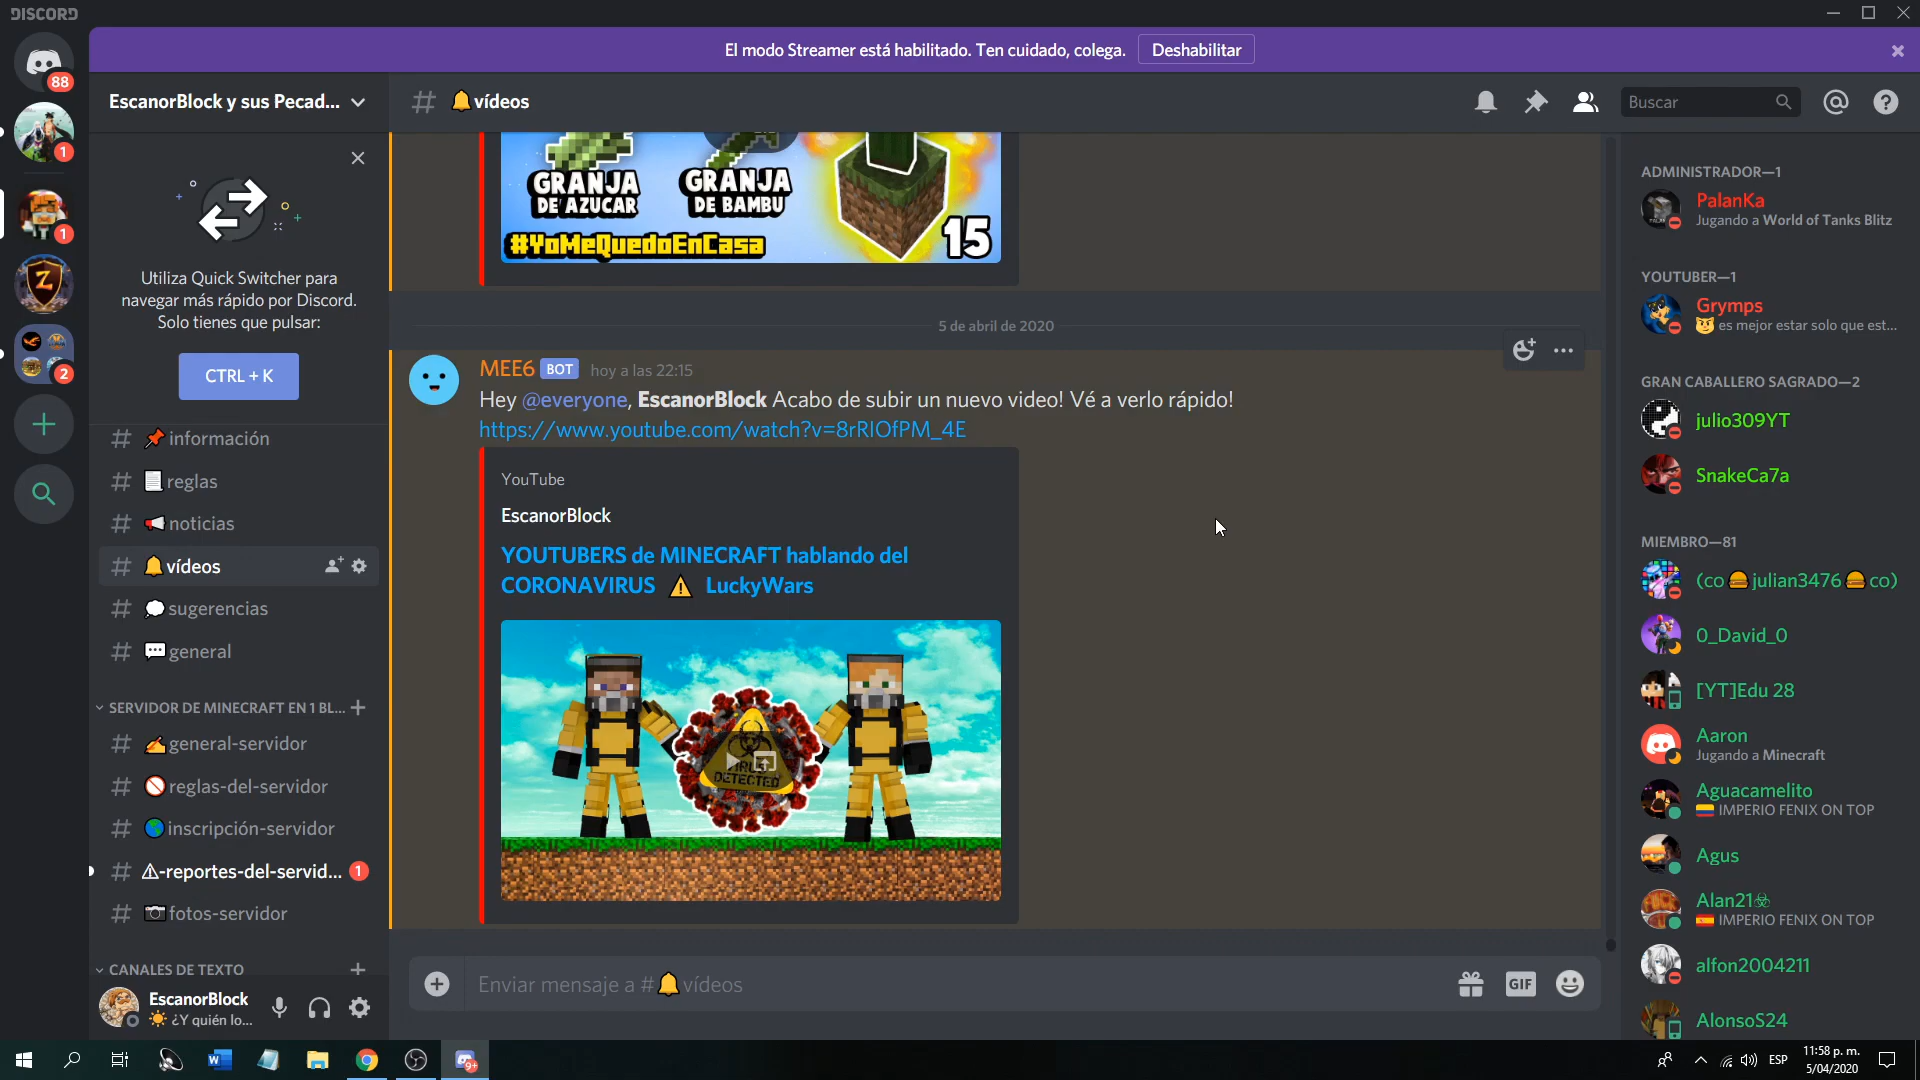 DISCORD
El modo Streamer está habilitado. Ten cuidado, colega.
Deshabilitar
88
1
1
2
EscanorBlock y sus Pecad...
Utiliza Quick Switcher para
navegar más rápido por Discord.
Solo tienes que pulsar:
CTRL + K
# información
# reglas
# noticias
# vídeos
# sugerencias
# general
SERVIDOR DE MINECRAFT EN 1 BL...
# general-servidor
# reglas-del-servidor
# inscripción-servidor
# ⚠-reportes-del-servid... 1
# fotos-servidor
CANALES DE TEXTO
EscanorBlock
¿Y quién lo...
# 🔔vídeos
Buscar
GRANJA
DE AZUCAR
GRANJA
DE BAMBU
#YoMeQuedoEnCasa
15
5 de abril de 2020
MEE6 BOT hoy a las 22:15
Hey @everyone, EscanorBlock Acabo de subir un nuevo video! Vé a verlo rápido!
https://www.youtube.com/watch?v=8rRIOfPM_4E
YouTube
EscanorBlock
YOUTUBERS de MINECRAFT hablando del
CORONAVIRUS ⚠ LuckyWars
VIRUS
DETECTED
Enviar mensaje a #🔔vídeos
GIF
ADMINISTRADOR—1
PalanKa
Jugando a World of Tanks Blitz
YOUTUBER—1
Grymps
es mejor estar solo que est...
GRAN CABALLERO SAGRADO—2
julio309YT
SnakeCa7a
MIEMBRO—81
(co🍔julian3476🍔co)
0_David_0
[YT]Edu 28
Aaron
Jugando a Minecraft
Aguacamelito
🇨🇴 IMPERIO FENIX ON TOP
Agus
Alan21☣
🇪🇸 IMPERIO FENIX ON TOP
alfon2004211
AlonsoS24
9+
ESP
11:58 p. m.
5/04/2020